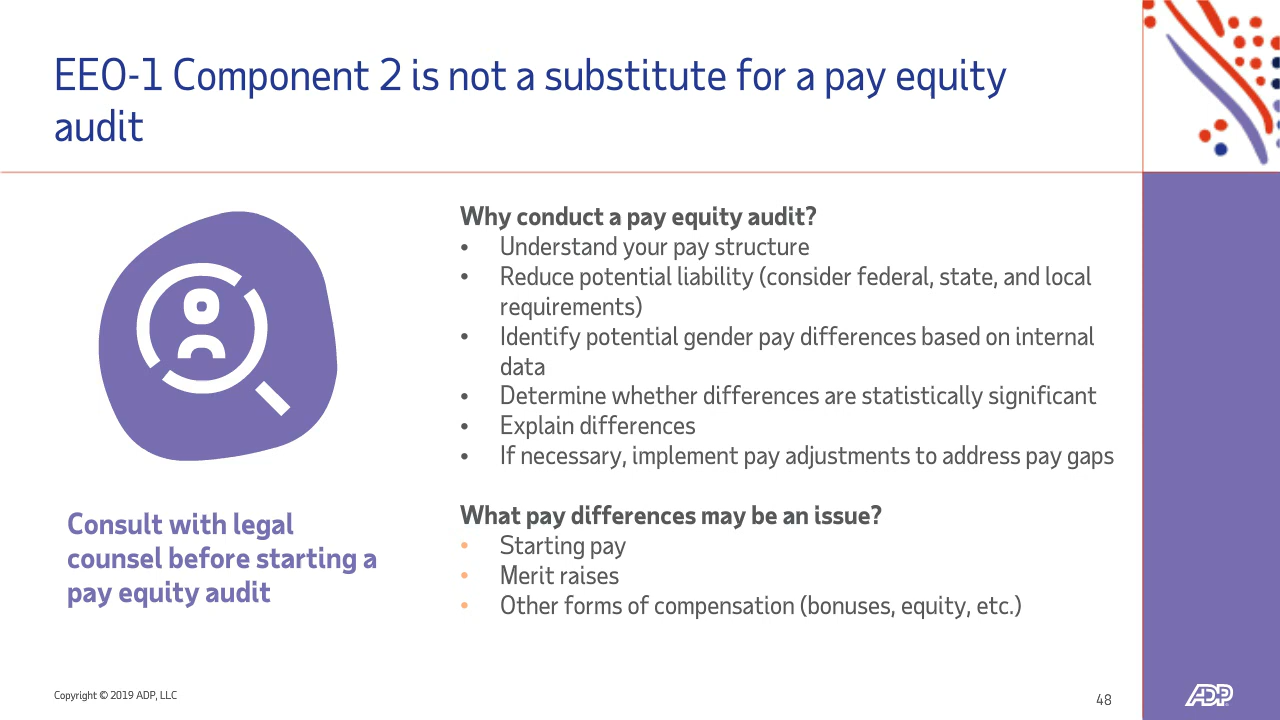 EEO-1 Component 2 is not a substitute for a pay equity
audit
Why conduct a pay equity audit?
• Understand your pay structure
• Reduce potential liability (consider federal, state, and local
requirements)
• Identify potential gender pay differences based on internal
data
• Determine whether differences are statistically significant
• Explain differences
• If necessary, implement pay adjustments to address pay gaps
What pay differences may be an issue?
• Starting pay
• Merit raises
• Other forms of compensation (bonuses, equity, etc.)
Consult with legal
counsel before starting a
pay equity audit
Copyright © 2019 ADP, LLC
48
ADP